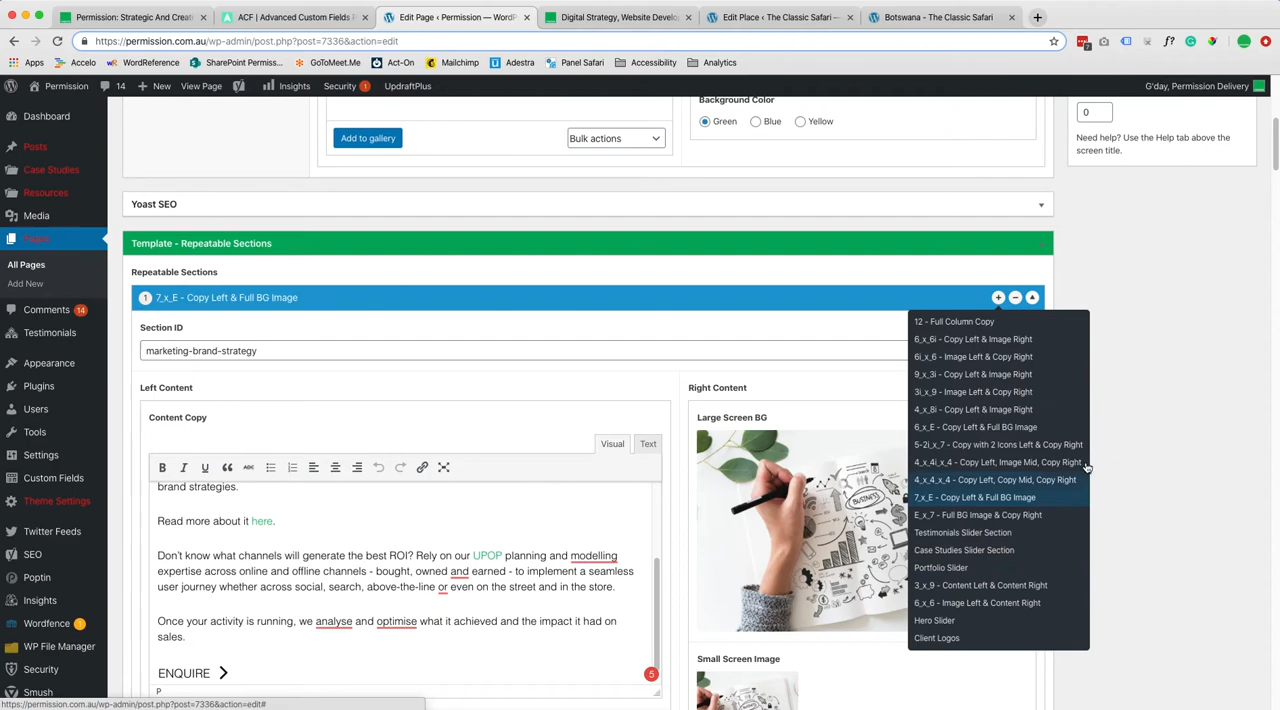 Permission: Strategic And Creati ×
ACF | Advanced Custom Fields P ×
Edit Page ‹ Permission — WordP ×
Digital Strategy, Website Develo ×
Edit Place ‹ The Classic Safari — ×
Botswana - The Classic Safari ×
https://permission.com.au/wp-admin/post.php?post=7336&action=edit
Apps
Accelo
WordReference
SharePoint Permiss...
GoToMeet.Me
Act-On
Mailchimp
Adestra
Panel Safari
Accessibility
Analytics
Permission
14
New
View Page
Insights
Security 1
UpdraftPlus
G'day, Permission Delivery
Dashboard
Posts
Case Studies
Resources
Media
Pages
All Pages
Add New
Comments 14
Testimonials
Appearance
Plugins
Users
Tools
Settings
Custom Fields
Theme Settings
Twitter Feeds
SEO
Poptin
Insights
Wordfence 2
WP File Manager
Security
Smush
Add to gallery
Bulk actions
Background Color
Green
Blue
Yellow
0
Need help? Use the Help tab above the
screen title.
Yoast SEO
Template - Repeatable Sections
Repeatable Sections
1 7_x_E - Copy Left & Full BG Image
Section ID
marketing-brand-strategy
Left Content
Content Copy
Visual
Text
B I U ABC
brand strategies.
Read more about it here.
Don't know what channels will generate the best ROI? Rely on our UPOP planning and modelling
expertise across online and offline channels - bought, owned and earned - to implement a seamless
user journey whether across social, search, above-the-line or even on the street and in the store.
Once your activity is running, we analyse and optimise what it achieved and the impact it had on
sales.
ENQUIRE
5
P
Right Content
Large Screen BG
BUSINESS
Small Screen Image
12 - Full Column Copy
6_x_6i - Copy Left & Image Right
6i_x_6 - Image Left & Copy Right
9_x_3i - Copy Left & Image Right
3i_x_9 - Image Left & Copy Right
4_x_8i - Copy Left & Image Right
6_x_E - Copy Left & Full BG Image
5-2i_x_7 - Copy with 2 Icons Left & Copy Right
4_x_4i_x_4 - Copy Left, Image Mid, Copy Right
4_x_4_x_4 - Copy Left, Copy Mid, Copy Right
7_x_E - Copy Left & Full BG Image
E_x_7 - Full BG Image & Copy Right
Testimonials Slider Section
Case Studies Slider Section
Portfolio Slider
3_x_9 - Content Left & Content Right
6_x_6 - Image Left & Content Right
Hero Slider
Client Logos
https://permission.com.au/wp-admin/post.php?post=7336&action=edit#